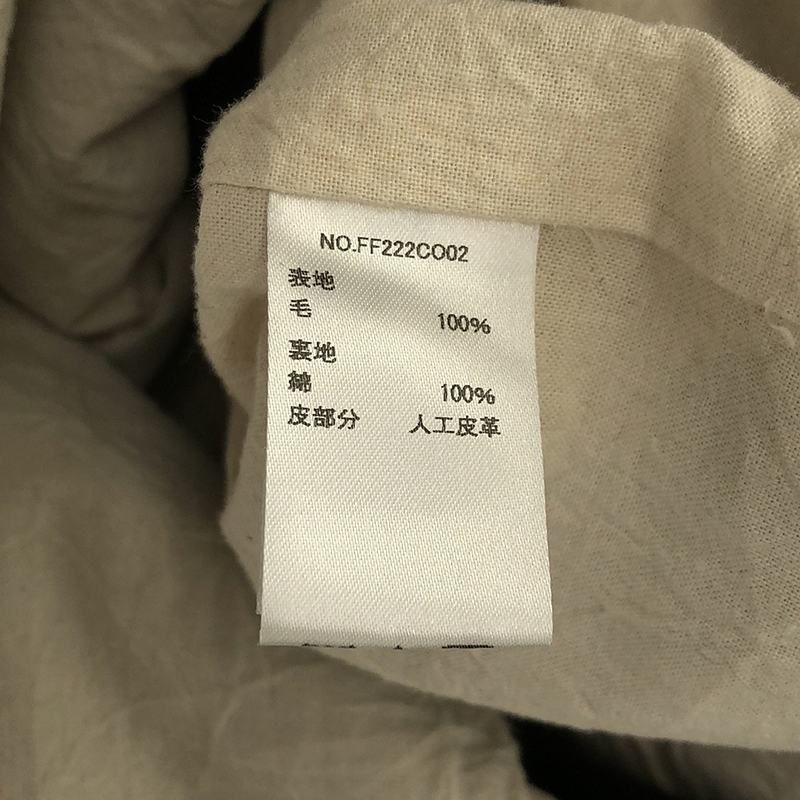 NO.FF222CO02
表地
毛 100%
裏地
綿 100%
皮部分 人工皮革